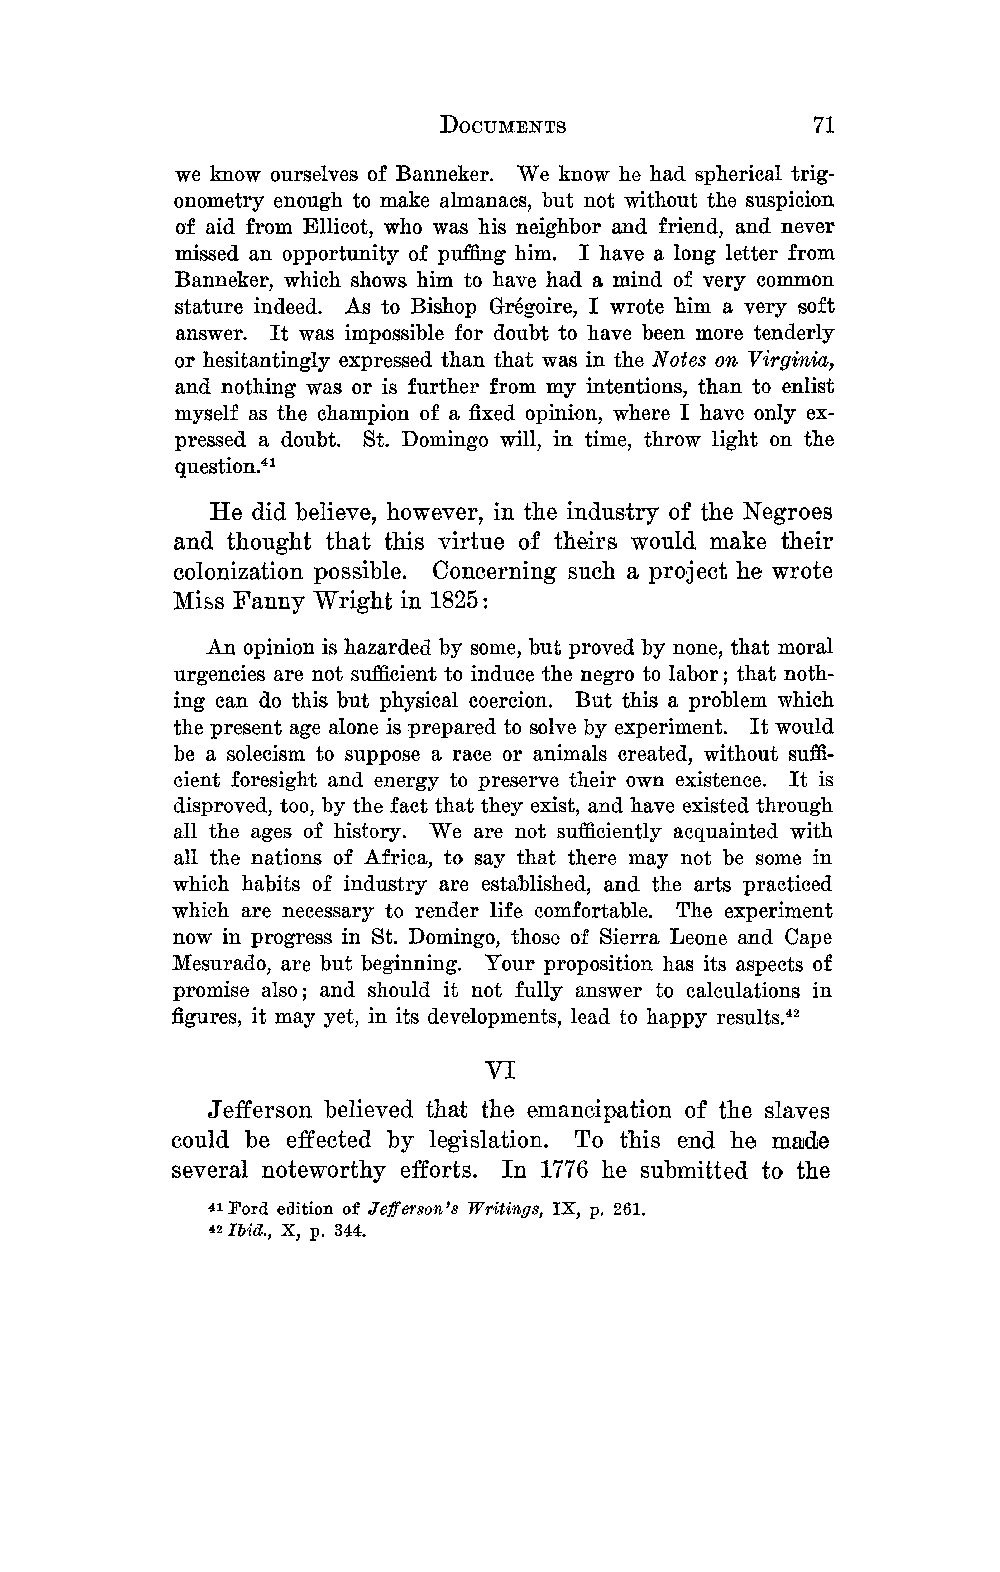 DOCUMENTS 71
we know ourselves of Banneker. We know he had spherical trig-
onometry enough to make almanacs, but not without the suspicion
of aid from Ellicot, who was his neighbor and friend, and never
missed an opportunity of puffing him. I have a long letter from
Banneker, which shows him to have had a mind of very common
stature indeed. As to Bishop Grégoire, I wrote him a very soft
answer. It was impossible for doubt to have been more tenderly
or hesitantingly expressed than that was in the Notes on Virginia,
and nothing was or is further from my intentions, than to enlist
myself as the champion of a fixed opinion, where I have only ex-
pressed a doubt. St. Domingo will, in time, throw light on the
question.⁴¹
He did believe, however, in the industry of the Negroes
and thought that this virtue of theirs would make their
colonization possible. Concerning such a project he wrote
Miss Fanny Wright in 1825:
An opinion is hazarded by some, but proved by none, that moral
urgencies are not sufficient to induce the negro to labor; that noth-
ing can do this but physical coercion. But this a problem which
the present age alone is prepared to solve by experiment. It would
be a solecism to suppose a race or animals created, without suffi-
cient foresight and energy to preserve their own existence. It is
disproved, too, by the fact that they exist, and have existed through
all the ages of history. We are not sufficiently acquainted with
all the nations of Africa, to say that there may not be some in
which habits of industry are established, and the arts practiced
which are necessary to render life comfortable. The experiment
now in progress in St. Domingo, those of Sierra Leone and Cape
Mesurado, are but beginning. Your proposition has its aspects of
promise also; and should it not fully answer to calculations in
figures, it may yet, in its developments, lead to happy results.⁴²
VI
Jefferson believed that the emancipation of the slaves
could be effected by legislation. To this end he made
several noteworthy efforts. In 1776 he submitted to the
⁴¹ Ford edition of Jefferson's Writings, IX, p. 261.
⁴² Ibid., X, p. 344.